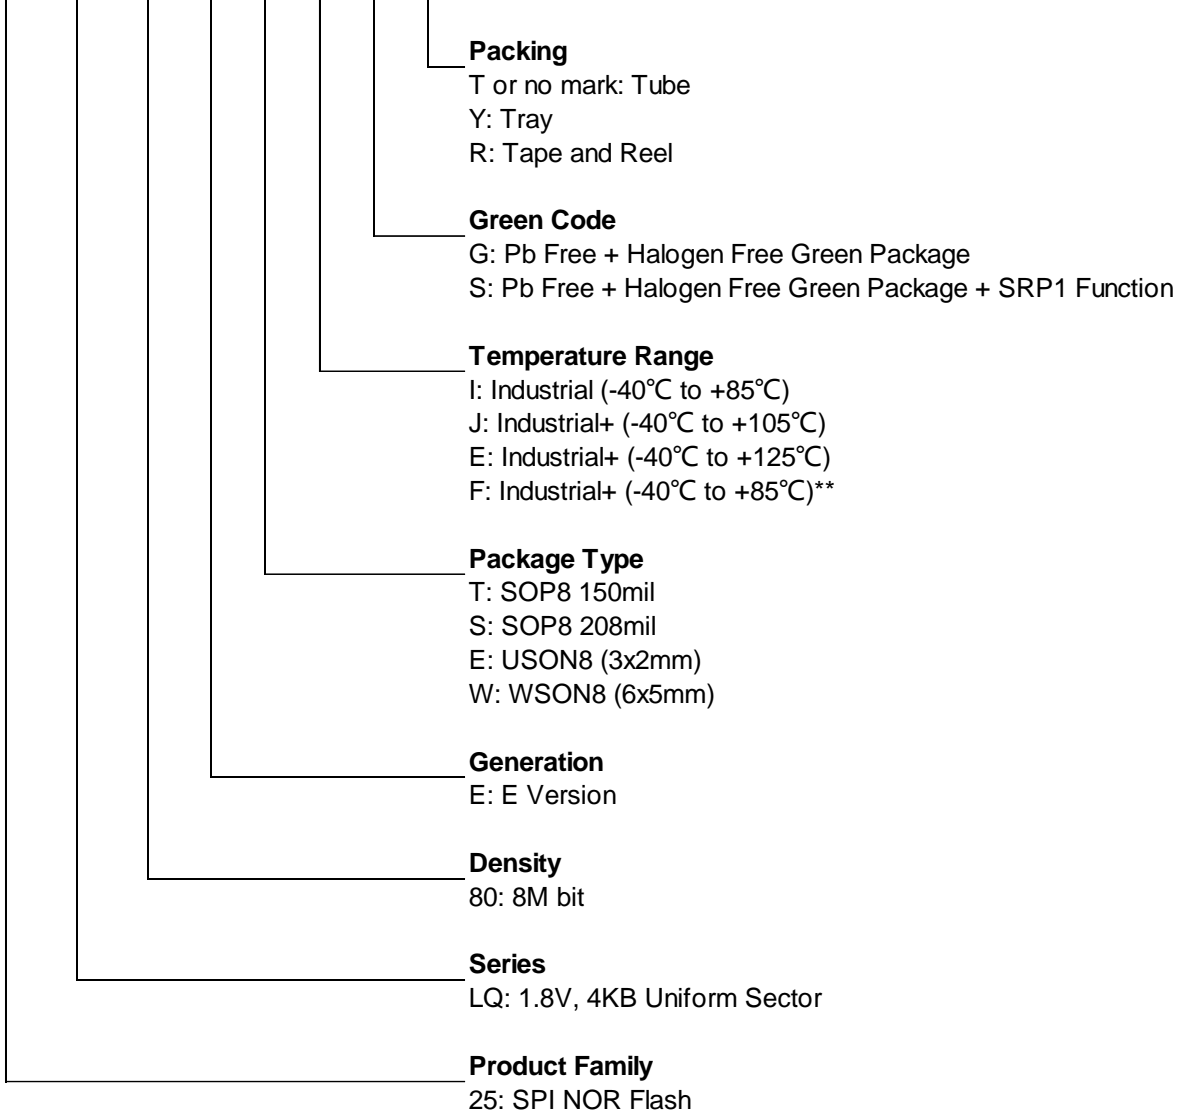 Packing
T or no mark: Tube
Y: Tray
R: Tape and Reel
Green Code
G: Pb Free + Halogen Free Green Package
S: Pb Free + Halogen Free Green Package + SRP1 Function
Temperature Range
I: Industrial (-40℃ to +85℃)
J: Industrial+ (-40℃ to +105℃)
E: Industrial+ (-40℃ to +125℃)
F: Industrial+ (-40℃ to +85℃)**
Package Type
T: SOP8 150mil
S: SOP8 208mil
E: USON8 (3x2mm)
W: WSON8 (6x5mm)
Generation
E: E Version
Density
80: 8M bit
Series
LQ: 1.8V, 4KB Uniform Sector
Product Family
25: SPI NOR Flash